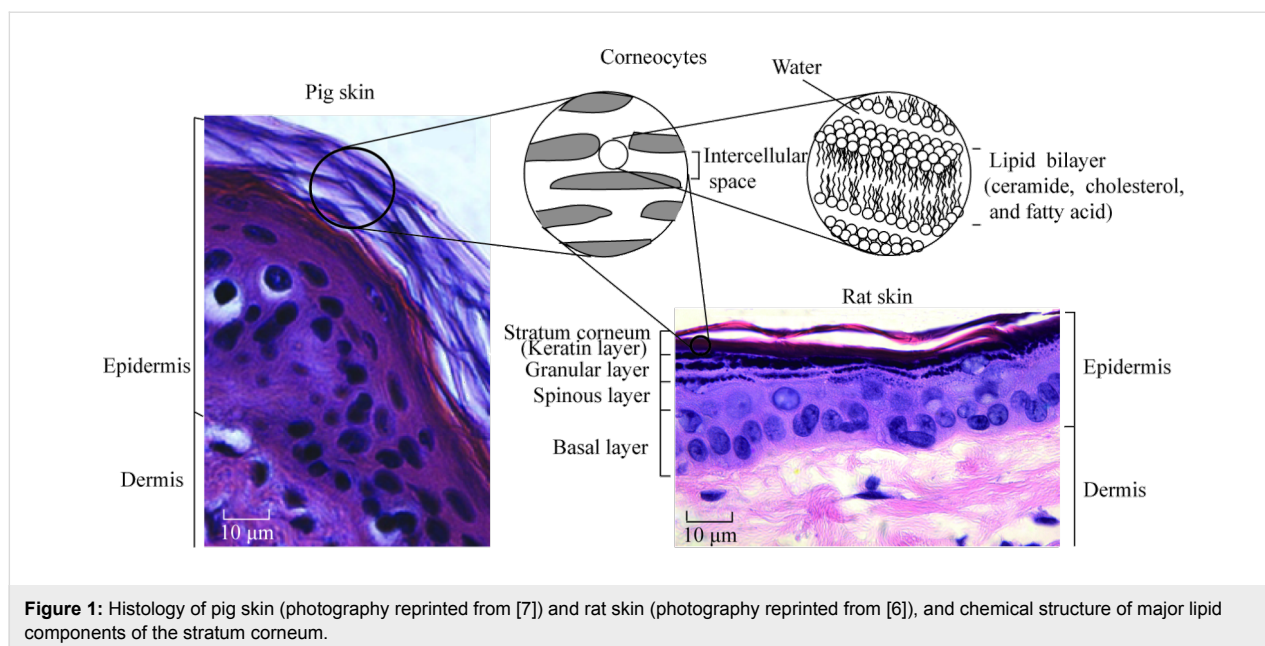 Corneocytes
Water
Pig skin
Intercellular
space
Lipid bilayer
(ceramide, cholesterol,
and fatty acid)
Rat skin
Stratum corneum
(Keratin layer)
Granular layer
Spinous layer
Basal layer
Epidermis
Dermis
10 µm
Epidermis
Dermis
10 µm
Figure 1: Histology of pig skin (photography reprinted from [7]) and rat skin (photography reprinted from [6]), and chemical structure of major lipid
components of the stratum corneum.